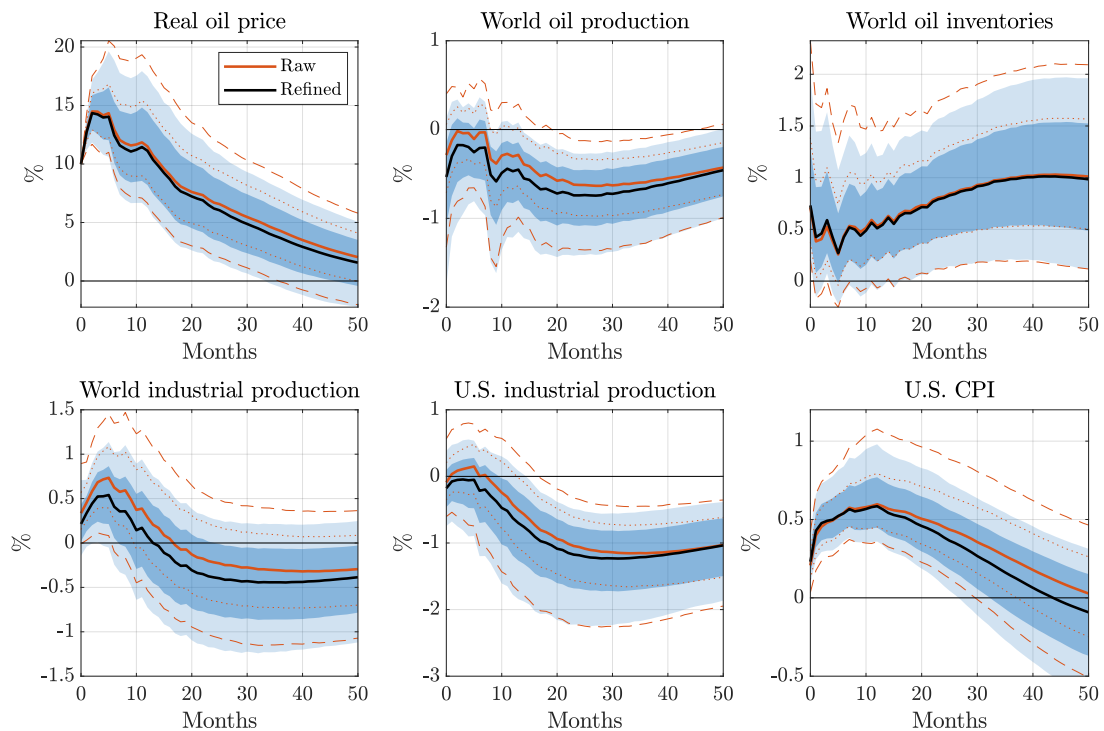 Real oil price
World oil production
World oil inventories
20
15
10
5
0
%
0 10 20 30 40 50
Months
Raw
Refined
1
0
-1
-2
%
0 10 20 30 40 50
Months
2
1.5
1
0.5
0
%
0 10 20 30 40 50
Months
World industrial production
U.S. industrial production
U.S. CPI
1.5
1
0.5
0
-0.5
-1
-1.5
%
0 10 20 30 40 50
Months
1
0
-1
-2
-3
%
0 10 20 30 40 50
Months
1
0.5
0
-0.5
%
0 10 20 30 40 50
Months